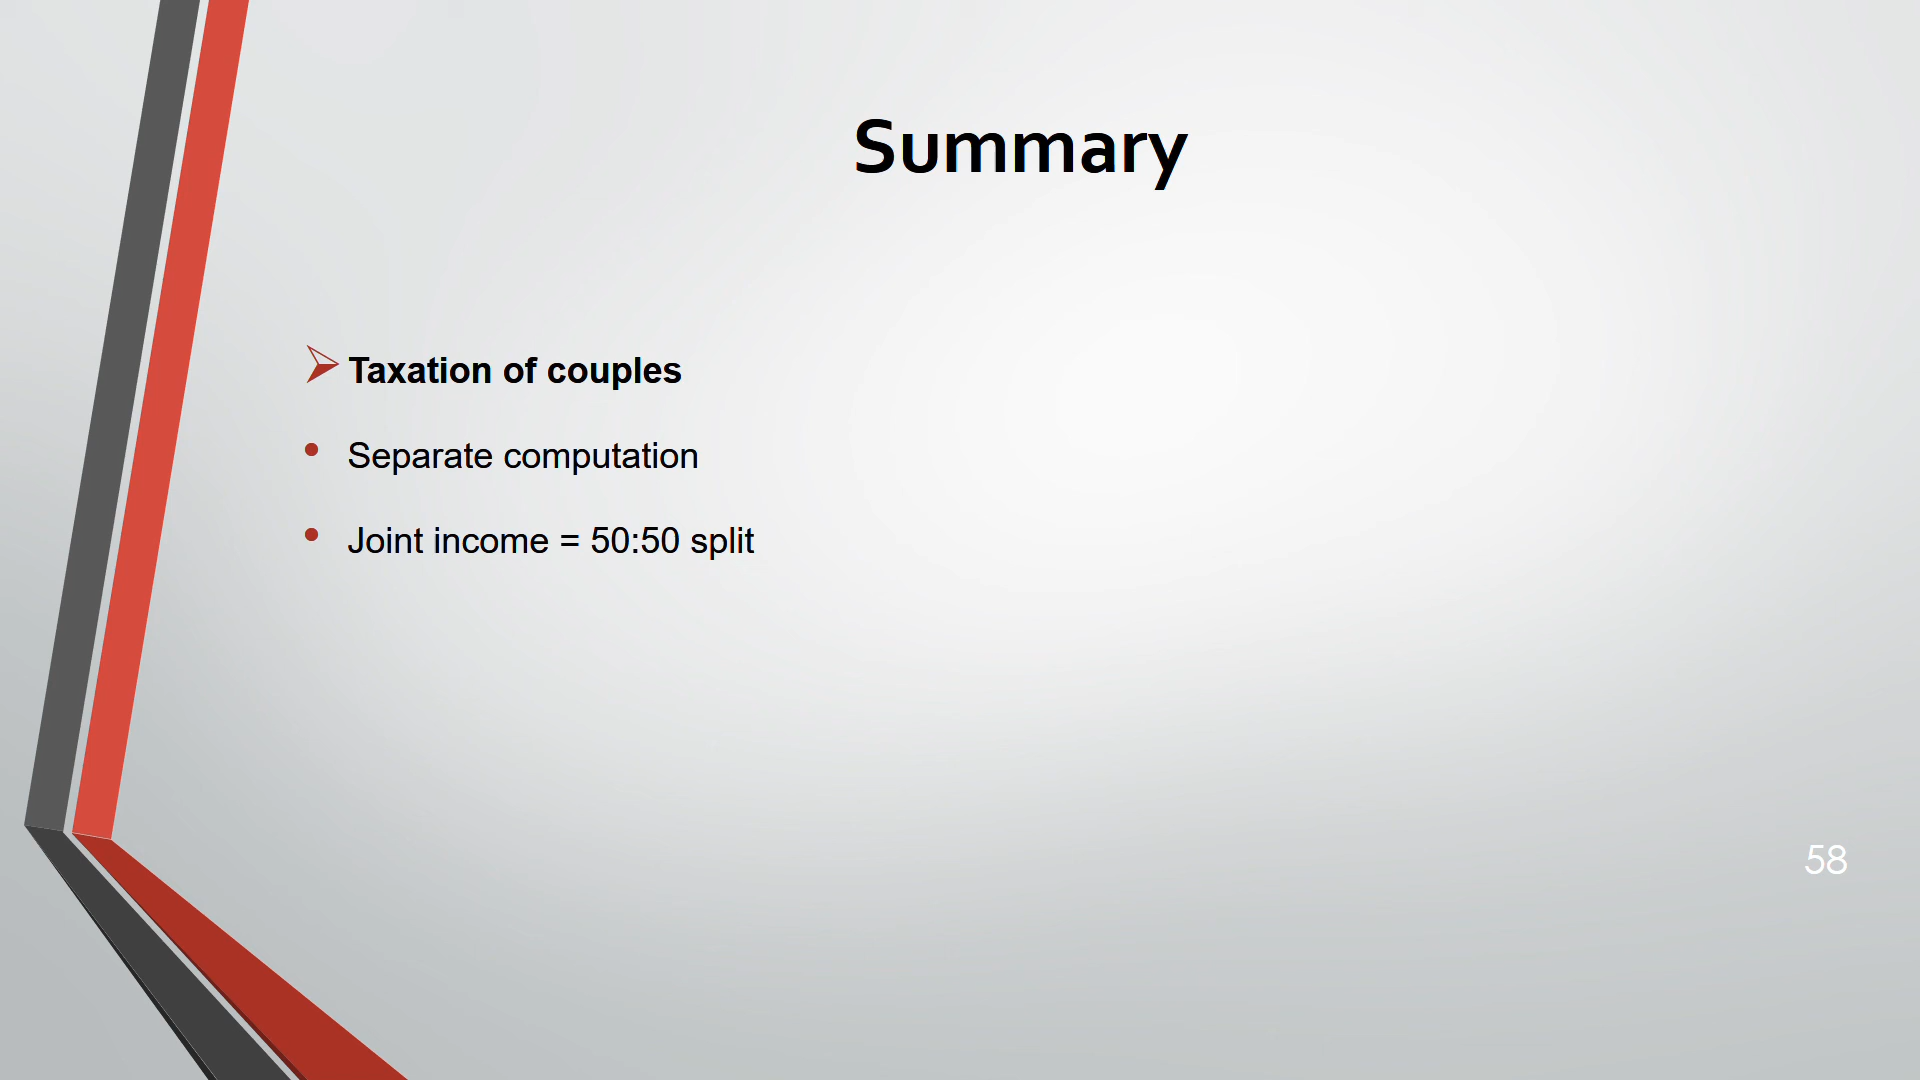 Summary
Taxation of couples
Separate computation
Joint income = 50:50 split
58